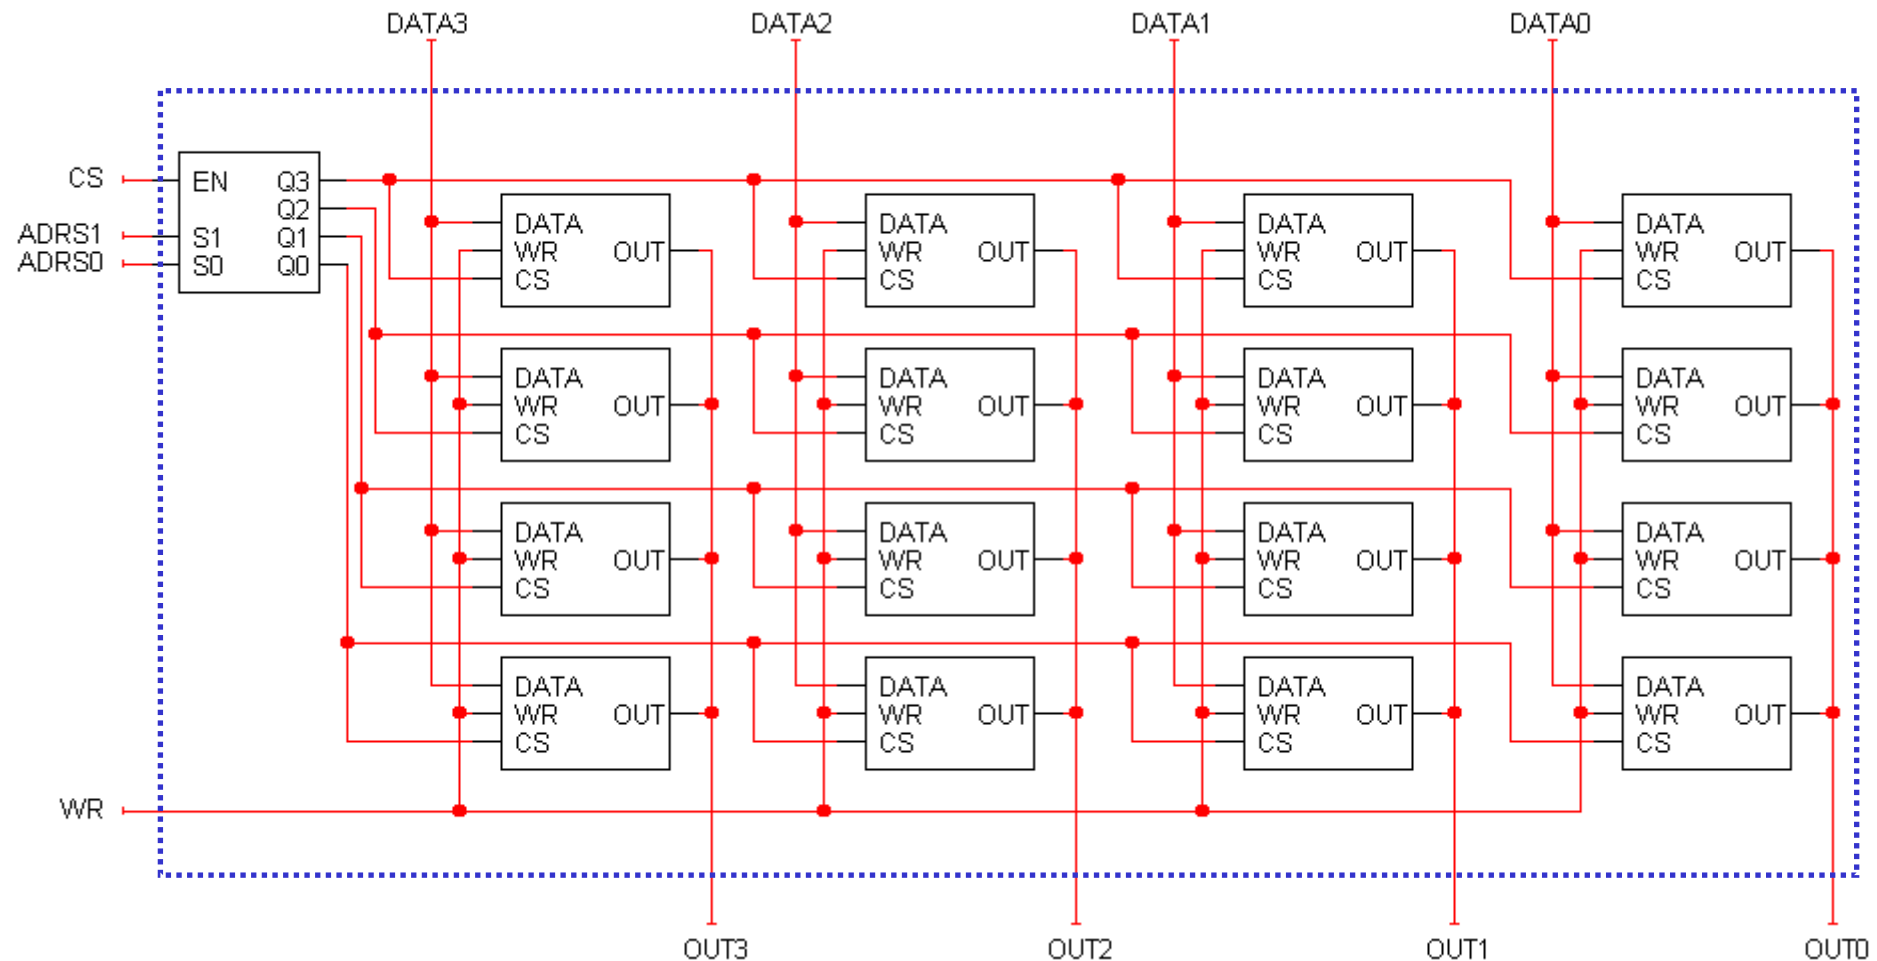 DATA3 DATA2 DATA1 DATA0
CS EN Q3
Q2
ADRS1 S1 Q1
ADRS0 S0 Q0
DATA DATA DATA DATA
WR OUT WR OUT WR OUT WR OUT
CS CS CS CS
DATA DATA DATA DATA
WR OUT WR OUT WR OUT WR OUT
CS CS CS CS
DATA DATA DATA DATA
WR OUT WR OUT WR OUT WR OUT
CS CS CS CS
DATA DATA DATA DATA
WR OUT WR OUT WR OUT WR OUT
CS CS CS CS
WR
OUT3 OUT2 OUT1 OUT0